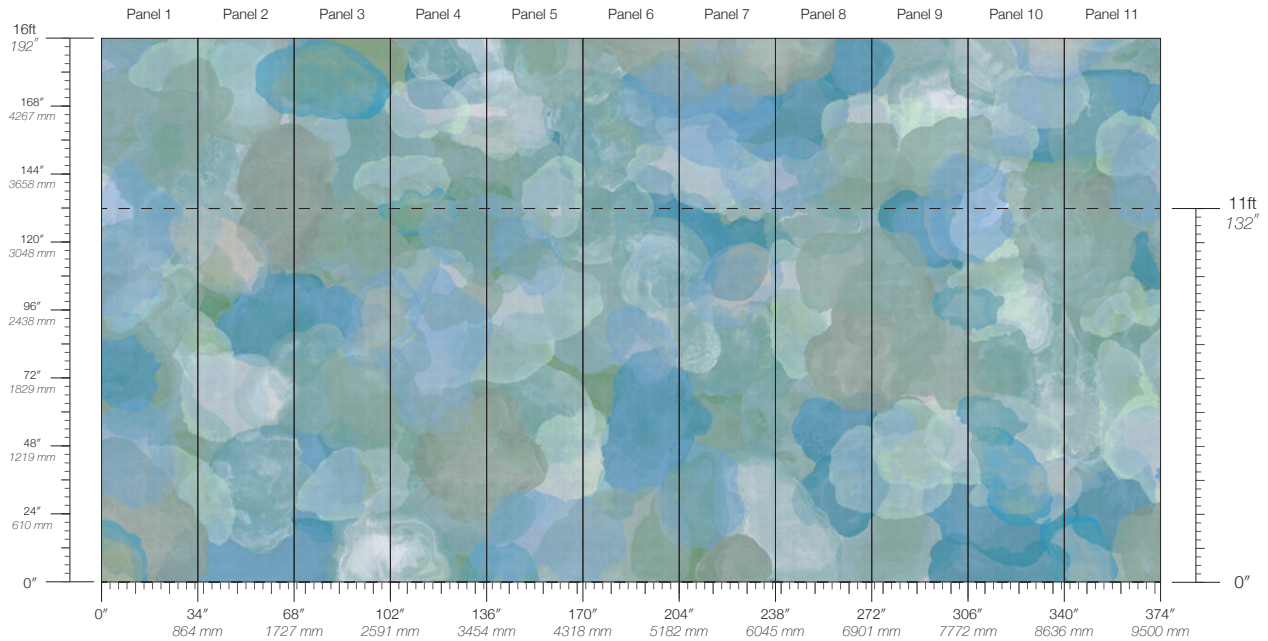 Panel 1 Panel 2 Panel 3 Panel 4 Panel 5 Panel 6 Panel 7 Panel 8 Panel 9 Panel 10 Panel 11
16ft
192″
168″
4267 mm
144″
3658 mm
11ft
132″
120″
3048 mm
96″
2438 mm
72″
1829 mm
48″
1219 mm
24″
610 mm
0″ 0″
0″ 34″ 68″ 102″ 136″ 170″ 204″ 238″ 272″ 306″ 340″ 374″
864 mm 1727 mm 2591 mm 3454 mm 4318 mm 5182 mm 6045 mm 6901 mm 7772 mm 8636 mm 9500 mm